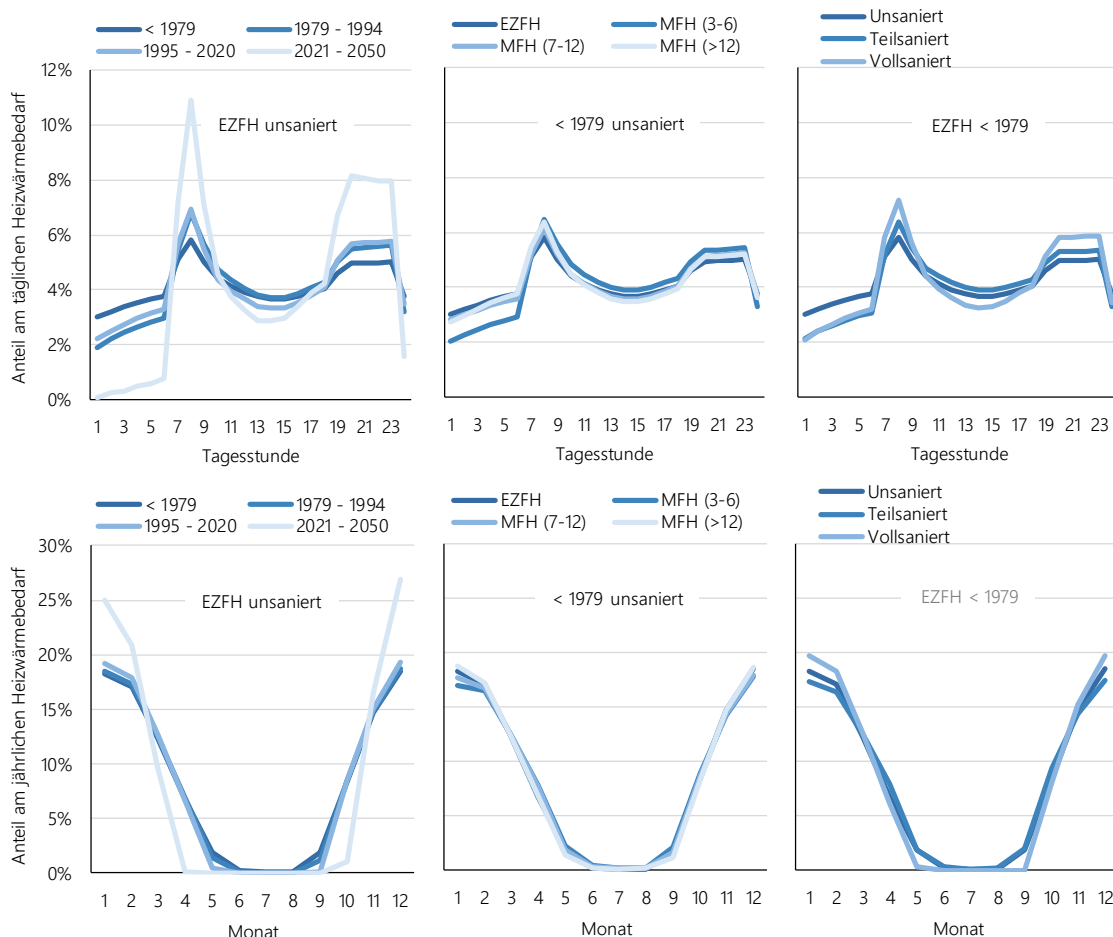 < 1979 1979 - 1994
1995 - 2020 2021 - 2050
EZFH MFH (3-6)
MFH (7-12) MFH (>12)
Unsaniert
Teilsaniert
Vollsaniert
Anteil am täglichen Heizwärmebedarf
12%
10%
8%
6%
4%
2%
0%
EZFH unsaniert
< 1979 unsaniert
EZFH < 1979
1 3 5 7 9 11 13 15 17 19 21 23
1 3 5 7 9 11 13 15 17 19 21 23
1 3 5 7 9 11 13 15 17 19 21 23
Tagesstunde
Tagesstunde
Tagesstunde
< 1979 1979 - 1994
1995 - 2020 2021 - 2050
EZFH MFH (3-6)
MFH (7-12) MFH (>12)
Unsaniert
Teilsaniert
Vollsaniert
Anteil am jährlichen Heizwärmebedarf
30%
25%
20%
15%
10%
5%
0%
EZFH unsaniert
< 1979 unsaniert
EZFH < 1979
1 2 3 4 5 6 7 8 9 10 11 12
1 2 3 4 5 6 7 8 9 10 11 12
1 2 3 4 5 6 7 8 9 10 11 12
Monat
Monat
Monat